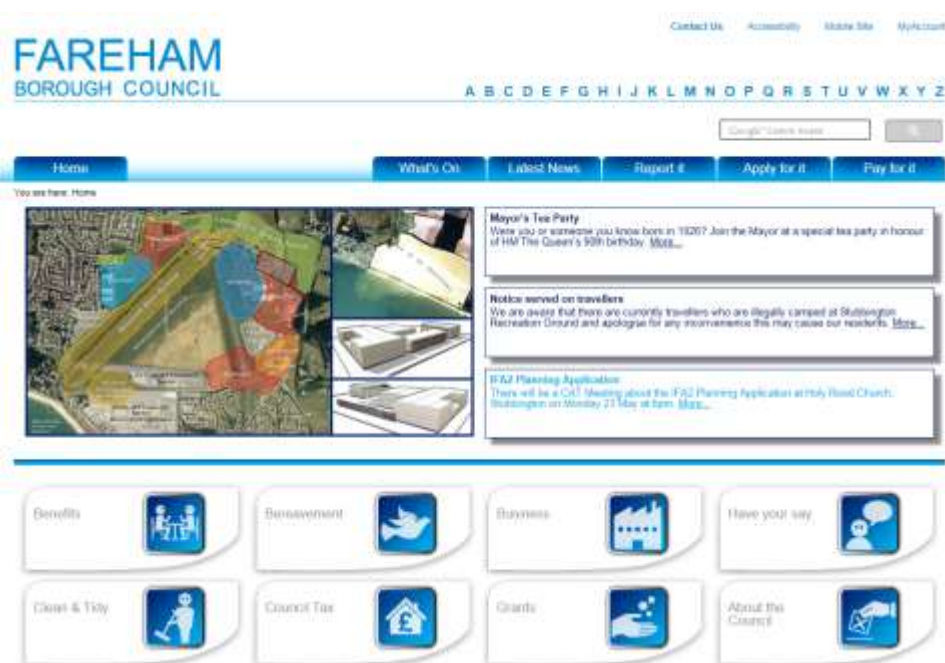 Contact Us Accessibility Mobile Site MyAccount
FAREHAM
BOROUGH COUNCIL
A B C D E F G H I J K L M N O P Q R S T U V W X Y Z
Home What's On Latest News Report it Apply for it Pay for it
You are here: Home
Mayor's Tea Party
Were you or someone you know born in 1926? Join the Mayor at a special tea party in honour
of HM The Queen's 90th birthday. More...
Notice served on travellers
We are aware that there are currently travellers who are illegally camped at Stubbington
Recreation Ground and apologise for any inconvenience this may cause our residents. More...
IFA2 Planning Application
There will be a CAT Meeting about the IFA2 Planning Application at Holy Rood Church,
Stubbington on Monday 23 May at 6pm. More...
Benefits Bereavement Business Have your say
Clean & Tidy Council Tax Grants About the
Council